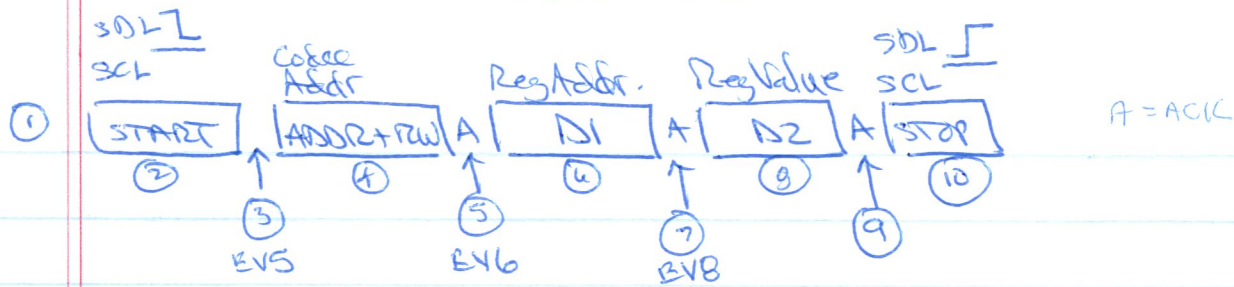 SDL SDL
SCL Codec Addr RegAddr. RegValue SCL
① START ADDR+RW A D1 A D2 A STOP A = ACK
② ④ ⑥ ⑧ ⑩
③ ⑤ ⑦ ⑨
EV5 EV6 EV8